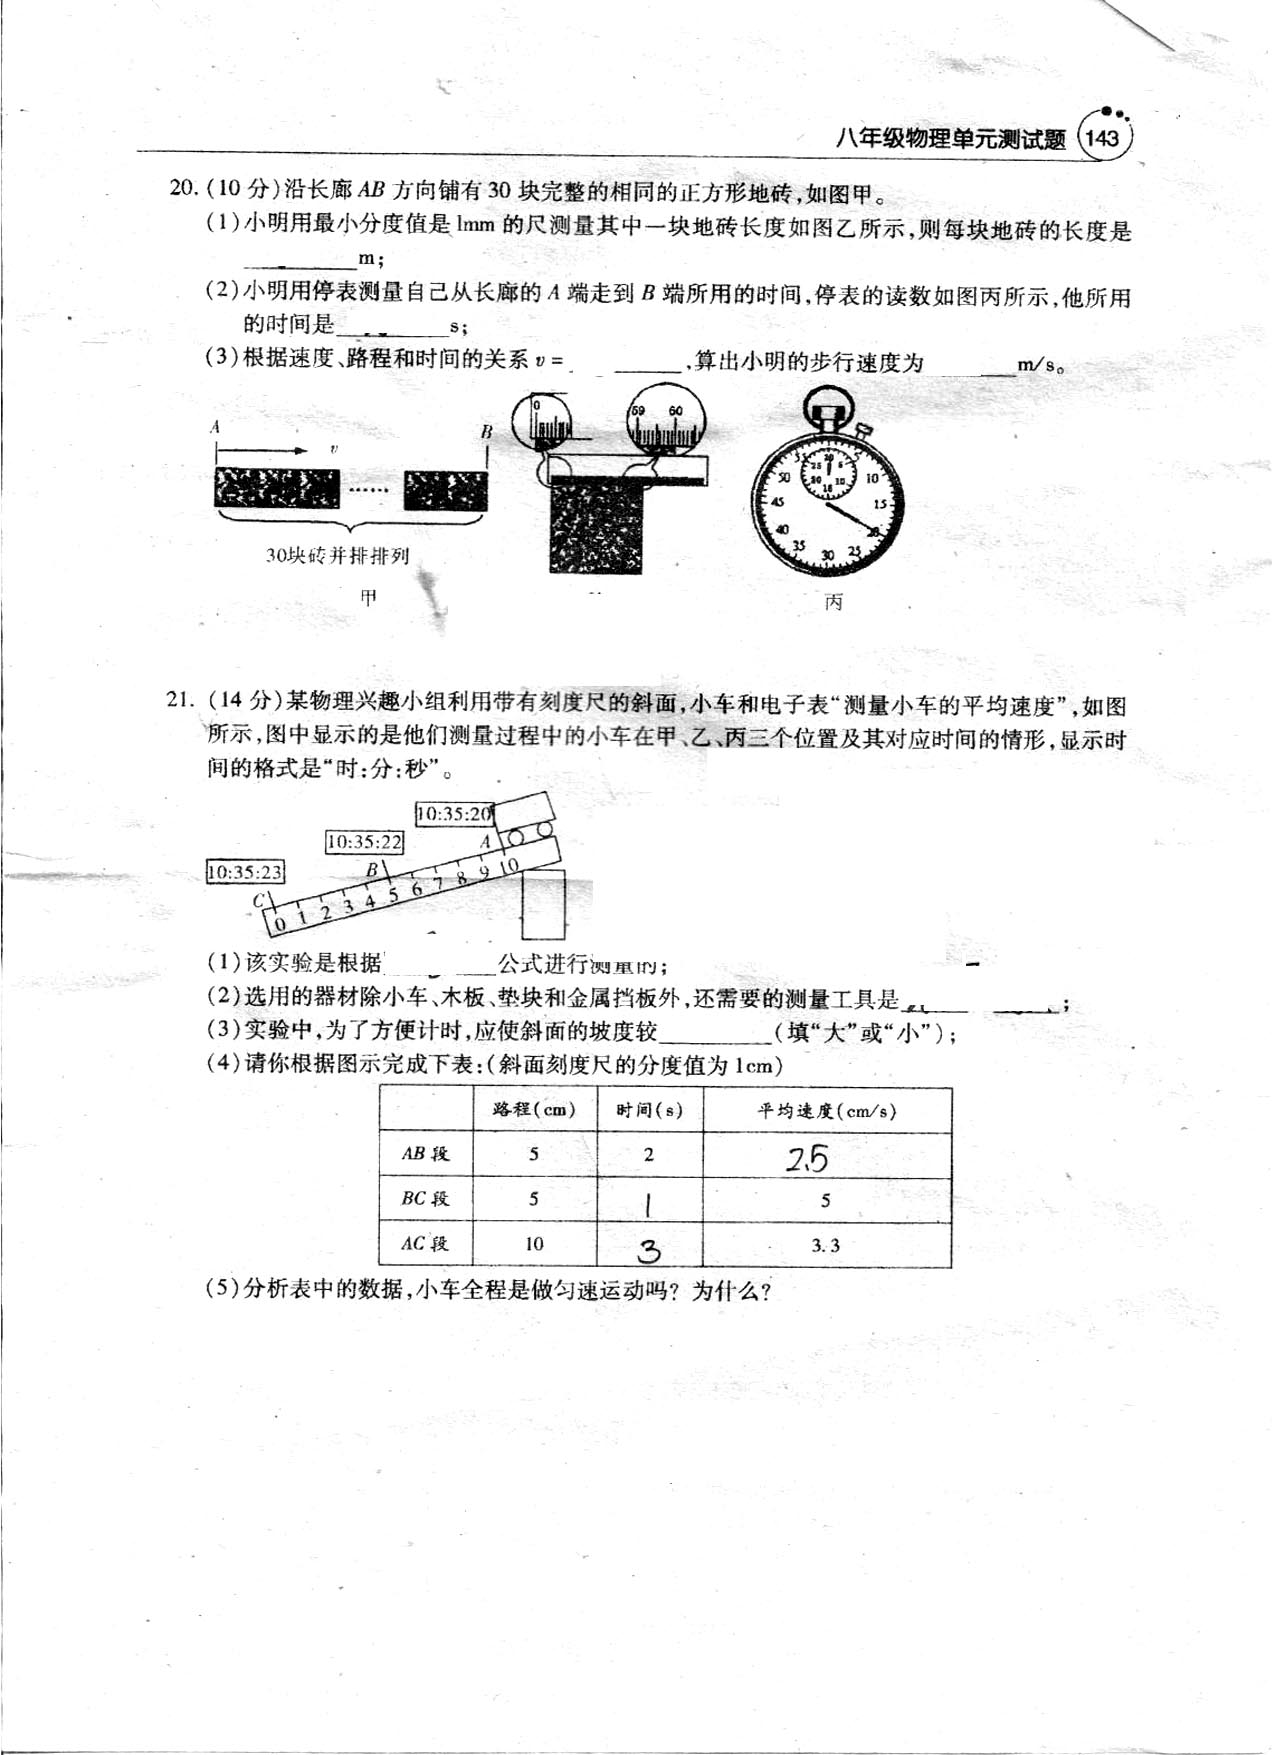 八年级物理单元测试题 143
20. (10 分)沿长廊 AB 方向铺有 30 块完整的相同的正方形地砖,如图甲。
(1)小明用最小分度值是 1mm 的尺测量其中一块地砖长度如图乙所示,则每块地砖的长度是
________m;
(2)小明用停表测量自己从长廊的 A 端走到 B 端所用的时间,停表的读数如图丙所示,他所用
的时间是________s;
(3)根据速度、路程和时间的关系 v = ________,算出小明的步行速度为________m/s。
A v B
30块砖并排排列
甲
0 59 60
50 10
45 15
40 20
35 30 25
丙
21. (14 分)某物理兴趣小组利用带有刻度尺的斜面,小车和电子表“测量小车的平均速度”,如图
所示,图中显示的是他们测量过程中的小车在甲、乙、丙三个位置及其对应时间的情形,显示时
间的格式是“时:分:秒”。
10:35:20
10:35:22 A
10:35:23 B
C
0 1 2 3 4 5 6 7 8 9 10
(1)该实验是根据________公式进行测量的;
(2)选用的器材除小车、木板、垫块和金属挡板外,还需要的测量工具是________;
(3)实验中,为了方便计时,应使斜面的坡度较________(填“大”或“小”);
(4)请你根据图示完成下表:(斜面刻度尺的分度值为 1cm)
路程(cm) 时间(s) 平均速度(cm/s)
AB 段 5 2 2.5
BC 段 5 1 5
AC 段 10 3 3.3
(5)分析表中的数据,小车全程是做匀速运动吗? 为什么?